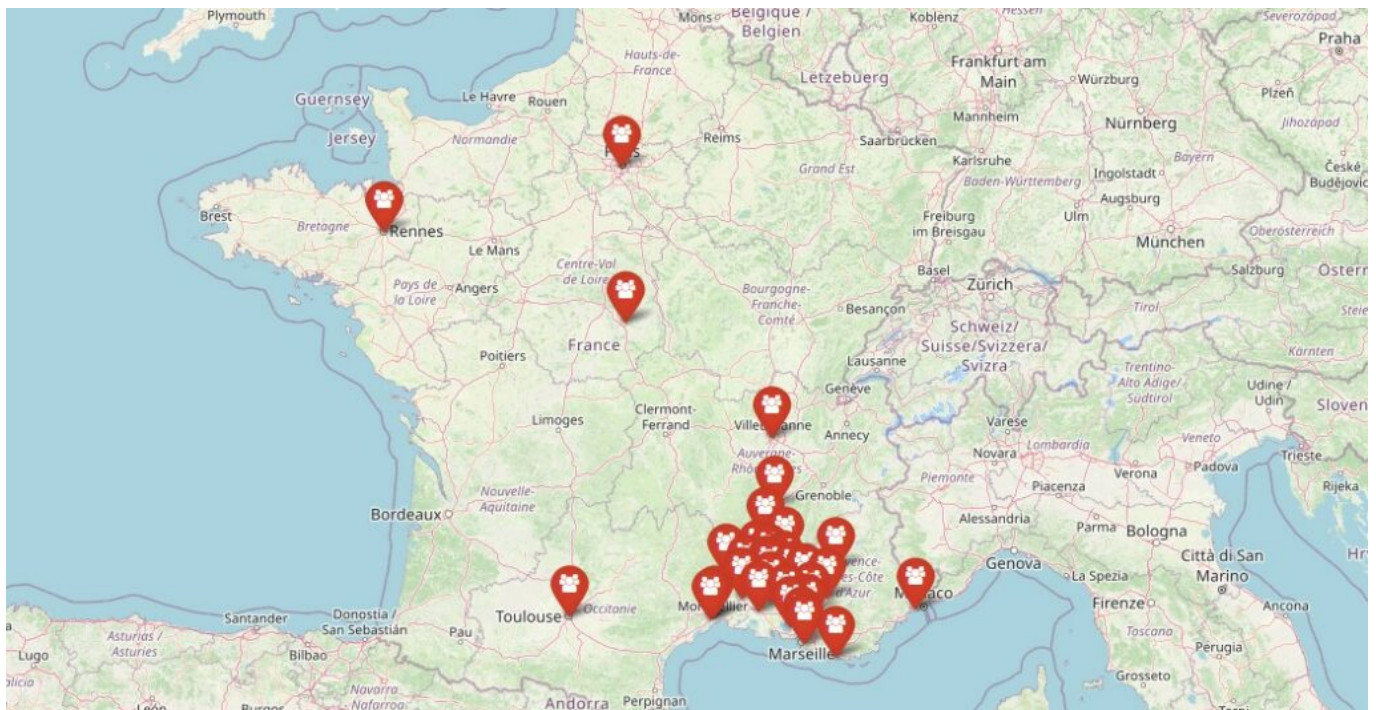 Plymouth
Mons
Belgique /
Belgien
Koblenz
Hessen
Severozápad
Praha
Hauts-de-
France
Lëtzebuerg
Frankfurt am
Main
Würzburg
Plzeň
Guernsey
Le Havre
Rouen
Jersey
Normandie
Reims
Saarbrücken
Mannheim
Nürnberg
Jihozápad
Grand Est
Karlsruhe
Baden-Württemberg
Bayern
Ingolstadt
České
Brest
Bretagne
Rennes
Le Mans
Freiburg
im Breisgau
Ulm
Augsburg
München
Oberösterreich
Centre-Val
de Loire
Pays de
la Loire
Angers
Bourgogne-
Franche-
Comté
Besançon
Basel
Zürich
Salzburg
Tirol
France
Poitiers
Schweiz/
Suisse/Svizzera/
Svizra
Lausanne
Genève
Kärnten
Trentino-
Alto Adige/
Südtirol
Udine /
Udin
Limoges
Clermont-
Ferrand
Annecy
Varese
Lombardia
Veneto
Novara
Verona
Padova
Trieste
Rijeka
Nouvelle-
Aquitaine
Grenoble
Piemonte
Piacenza
Bordeaux
Alessandria
Parma
Bologna
Genova
La Spezia
Città di San
Marino
d'Azur
Toulouse
Occitanie
Firenze
Ancona
Santander
Donostia /
San Sebastián
Asturias /
Asturies
Pau
Toscana
Lugo
Bilbao
Marseille
Perugia
Grosseto
Navarra
Andorra
Perpignan